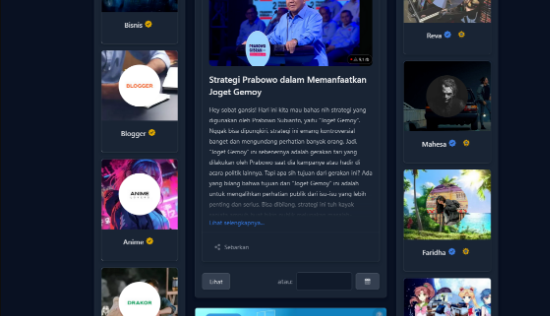 Bisnis
BLOGGER
Blogger
ANIME
Anime
DRAKOR
PRABOWO
Strategi Prabowo dalam Memanfaatkan
Joget Gemoy
Hey sobat garsis! Hari ini kita mau bahas nih strategi yang
digunakan oleh Prabowo Subianto, yaitu "Joget Gemoy".
Nggak bisa dipungkiri, strategi ini emang kontroversial
banget dan mengundang perhatian banyak orang. Jadi,
"Joget Gemoy" ini sebenernya adalah gerakan tari yang
dilakukan oleh Prabowo saat dia kampanye atau hadir di
acara politik lainnya. Tapi apa sih tujuan dari gerakan ini? Ada
yang bilang bahwa tujuan dari "Joget Gemoy" ini adalah
untuk mengalihkan perhatian publik dari isu-isu yang lebih
penting dan serius. Bisa dibilang, strategi ini tuh kayak
Lihat selengkapnya...
Sebarkan
Lihat
Reva
Mahesa
Faridha